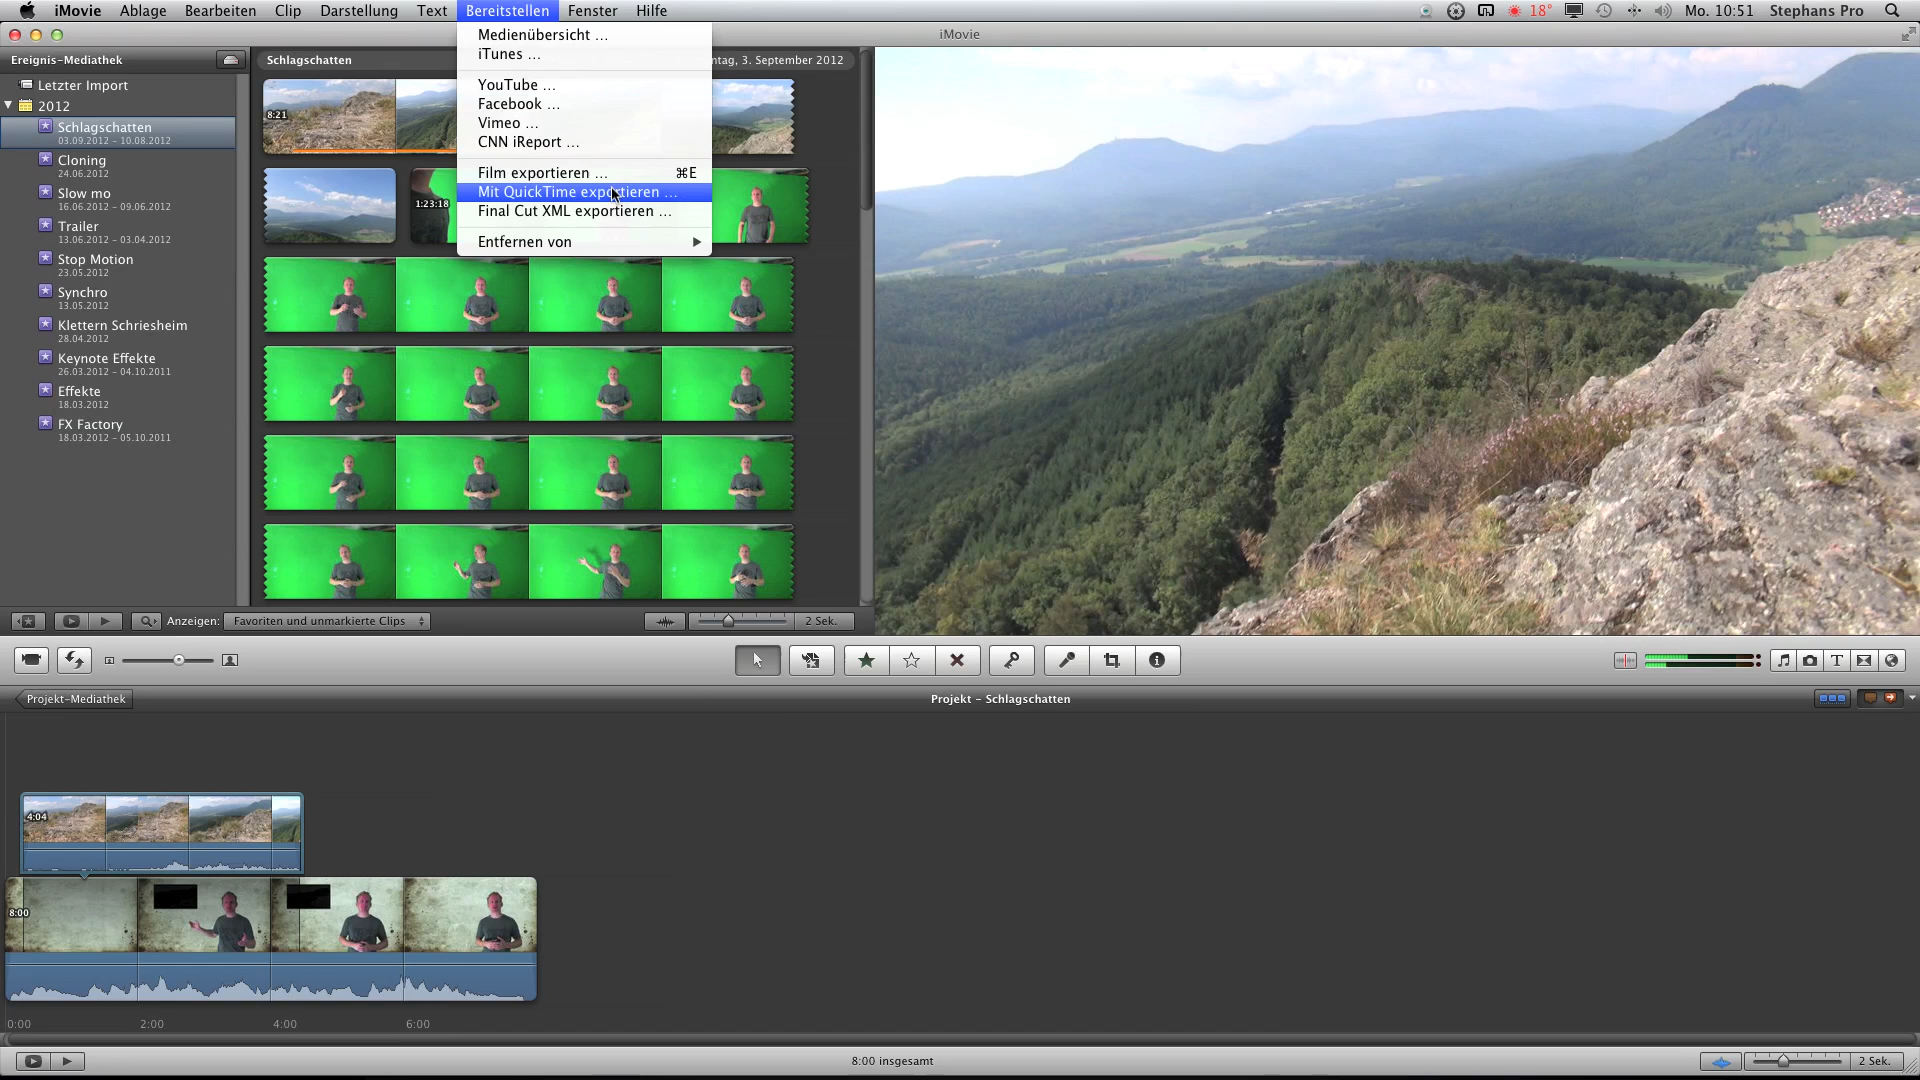 iMovie Ablage Bearbeiten Clip Darstellung Text Bereitstellen Fenster Hilfe 18° Mo. 10:51 Stephans Pro
iMovie
Ereignis-Mediathek
Letzter Import
2012
Schlagschatten
03.09.2012 – 10.08.2012
Cloning
24.06.2012
Slow mo
16.06.2012 – 09.06.2012
Trailer
13.06.2012 – 03.04.2012
Stop Motion
23.05.2012
Synchro
13.05.2012
Klettern Schriesheim
28.04.2012
Keynote Effekte
26.03.2012 – 04.10.2011
Effekte
18.03.2012
FX Factory
18.03.2012 – 05.10.2011
Schlagschatten ntag, 3. September 2012
8:21
1:23:18
Medienübersicht …
iTunes …
YouTube …
Facebook …
Vimeo …
CNN iReport …
Film exportieren … ⌘E
Mit QuickTime exportieren …
Final Cut XML exportieren …
Entfernen von
Anzeigen: Favoriten und unmarkierte Clips 2 Sek.
Projekt-Mediathek Projekt – Schlagschatten
4:04
8:00
0:00 2:00 4:00 6:00
8:00 insgesamt 2 Sek.